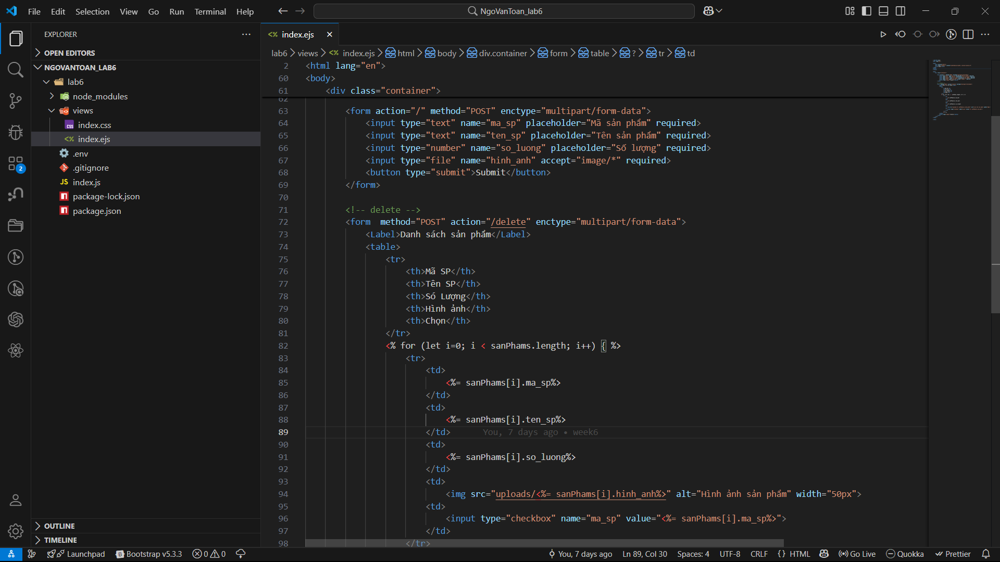 File Edit Selection View Go Run Terminal Help
NgoVanToan_lab6
EXPLORER
OPEN EDITORS
NGOVANTOAN_LAB6
lab6
node_modules
views
index.css
index.ejs
.env
.gitignore
JS index.js
package-lock.json
package.json
2
OUTLINE
TIMELINE
<% index.ejs
lab6 > views > <% index.ejs > html > body > div.container > form > table > ? > tr > td
2 <html lang="en">
60 <body>
61 <div class="container">
62
63 <form action="/" method="POST" enctype="multipart/form-data">
64 <input type="text" name="ma_sp" placeholder="Mã sản phẩm" required>
65 <input type="text" name="ten_sp" placeholder="Tên sản phẩm" required>
66 <input type="number" name="so_luong" placeholder="Số lượng" required>
67 <input type="file" name="hinh_anh" accept="image/*" required>
68 <button type="submit">Submit</button>
69 </form>
70
71 <!-- delete -->
72 <form  method="POST" action="/delete" enctype="multipart/form-data">
73 <Label>Danh sách sản phẩm</Label>
74 <table>
75 <tr>
76 <th>Mã SP</th>
77 <th>Tên SP</th>
78 <th>Só Lượng</th>
79 <th>Hình ảnh</th>
80 <th>Chọn</th>
81 </tr>
82 <% for (let i=0; i < sanPhams.length; i++) { %>
83 <tr>
84 <td>
85 <%= sanPhams[i].ma_sp%>
86 </td>
87 <td>
88 <%= sanPhams[i].ten_sp%>
89 </td> You, 7 days ago • week6
90 <td>
91 <%= sanPhams[i].so_luong%>
92 </td>
93 <td>
94 <img src="uploads/<%= sanPhams[i].hinh_anh%>" alt="Hình ảnh sản phẩm" width="50px">
95 <td>
96 <input type="checkbox" name="ma_sp" value="<%= sanPhams[i].ma_sp%>">
97 </td>
98 </tr>
Launchpad Bootstrap v5.3.3 0 0 You, 7 days ago Ln 89, Col 30 Spaces: 4 UTF-8 CRLF {} HTML Go Live Quokka Prettier